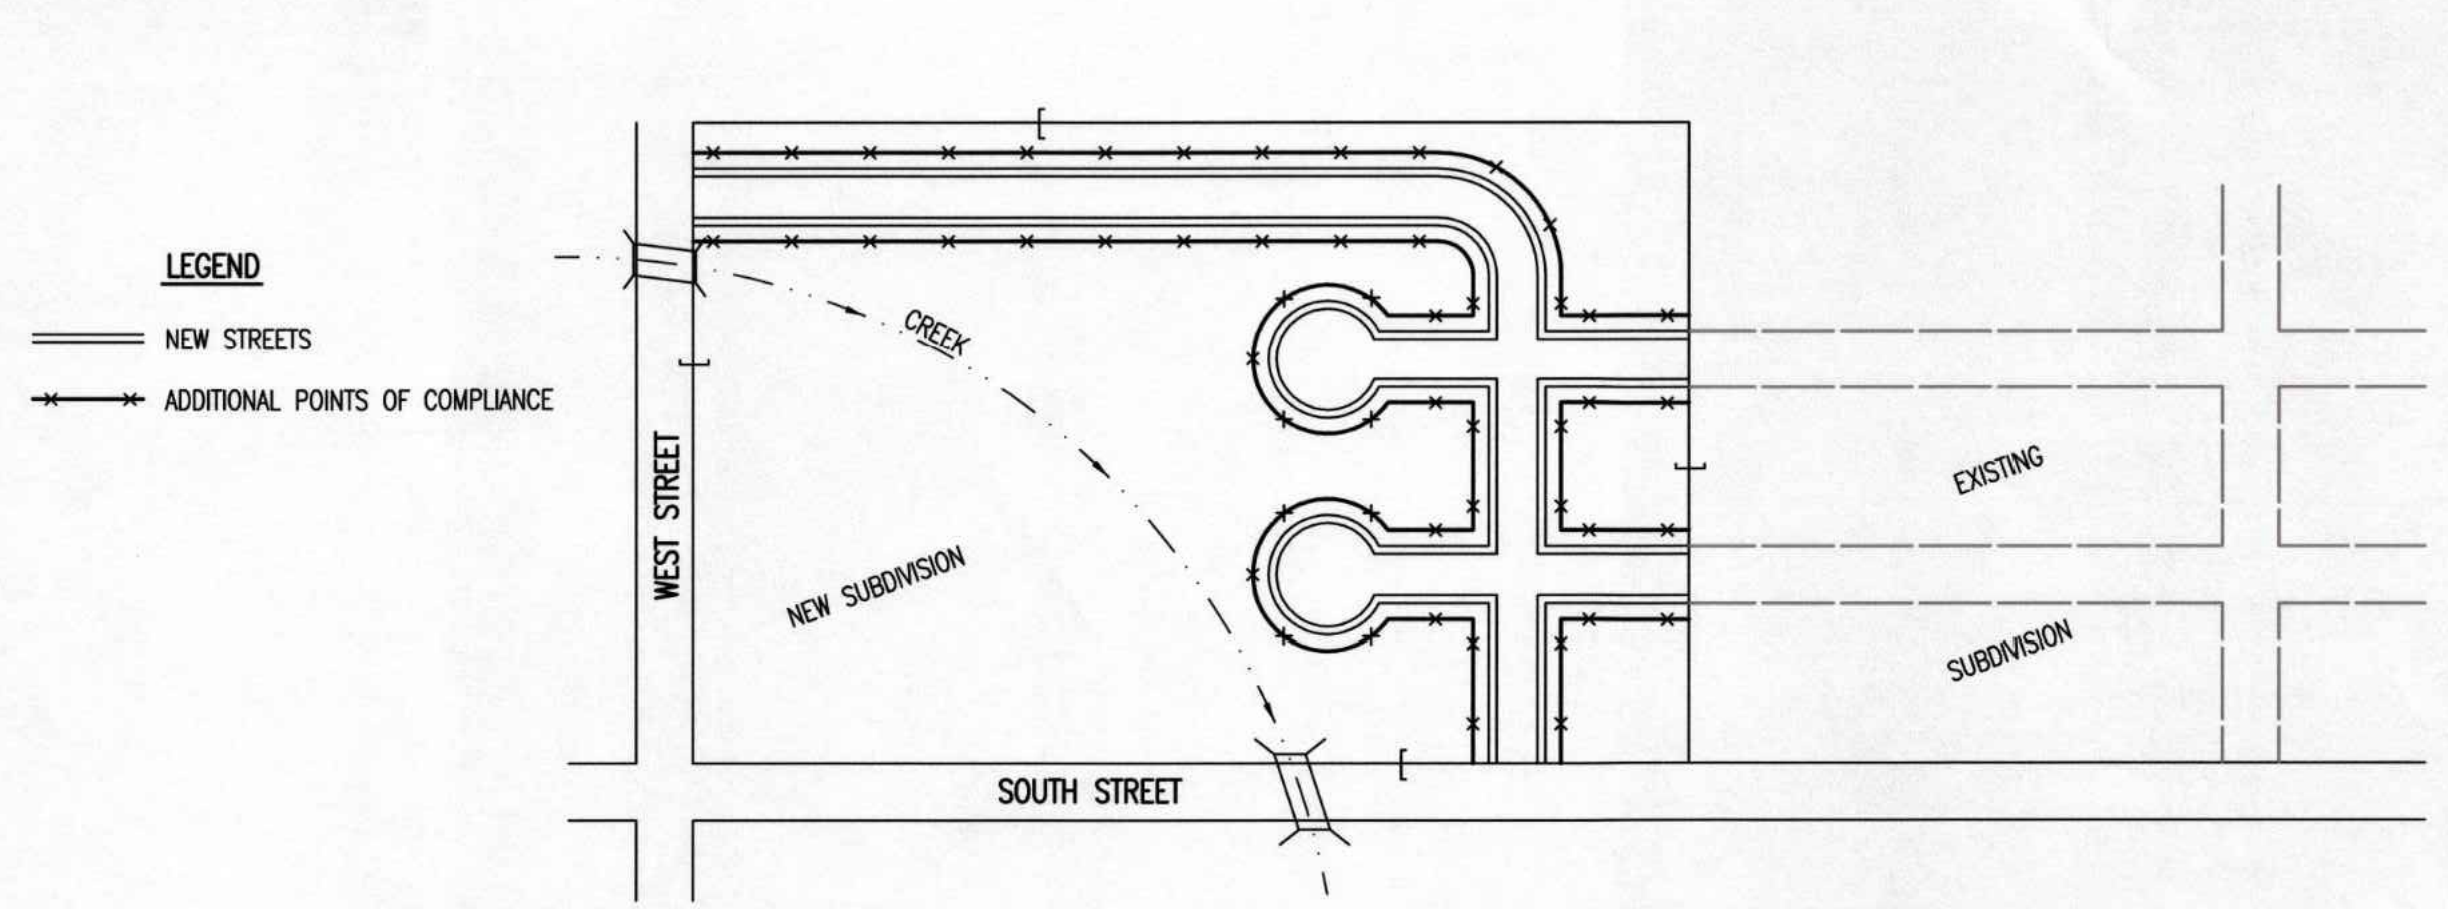 LEGEND
NEW STREETS
ADDITIONAL POINTS OF COMPLIANCE
WEST STREET
CREEK
NEW SUBDIVISION
SOUTH STREET
EXISTING
SUBDIVISION